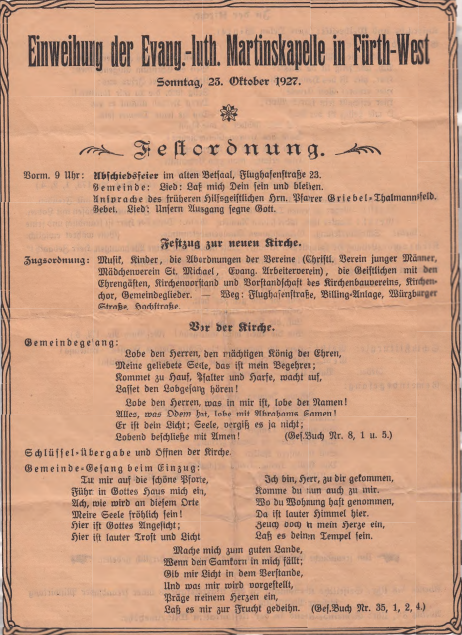 Einweihung der Evang.-luth. Martinskapelle in Fürth-West
Sonntag, 23. Oktober 1927.
Festordnung.
Vorm. 9 Uhr: Abschiedsfeier im alten Betsaal, Flughafenstraße 23.
Gemeinde: Lied: Laß mich Dein sein und bleiben.
Ansprache des früheren Hilfsgeistlichen Hrn. Pfarrer Griebel-Thalmannsfeld.
Gebet. Lied: Unsern Ausgang segne Gott.
Festzug zur neuen Kirche.
Zugsordnung: Musik, Kinder, die Abordnungen der Vereine (Christl. Verein junger Männer,
Mädchenverein St. Michael, Evang. Arbeiterverein), die Geistlichen mit den
Ehrengästen, Kirchenvorstand und Vorstandschaft des Kirchenbauvereins, Kirchen-
chor, Gemeindeglieder. — Weg: Flughafenstraße, Billing-Anlage, Würzburger
Straße, Hochstraße.
Vor der Kirche.
Gemeindegesang:
Lobe den Herren, den mächtigen König der Ehren,
Meine geliebete Seele, das ist mein Begehren;
Kommet zu Hauf, Psalter und Harfe, wacht auf,
Lasset den Lobgesang hören!
Lobe den Herren, was in mir ist, lobe den Namen!
Alles, was Odem hat, lobe mit Abrahams Samen!
Er ist dein Licht; Seele, vergiß es ja nicht;
Lobend beschließe mit Amen! (Ges.Buch Nr. 8, 1 u. 5.)
Schlüssel-Übergabe und Öffnen der Kirche.
Gemeinde-Gesang beim Einzug:
Tu mir auf die schöne Pforte,
Führ in Gottes Haus mich ein,
Ach, wie wird an diesem Orte
Meine Seele fröhlich sein!
Hier ist Gottes Angesicht;
Hier ist lauter Trost und Licht
Ich bin, Herr, zu dir gekommen,
Komme du nun auch zu mir.
Wo du Wohnung hast genommen,
Da ist lauter Himmel hier.
Zeuch doch in mein Herze ein,
Laß es deinen Tempel sein.
Mache mich zum guten Lande,
Wenn den Samkorn in mich fällt;
Gib mir Licht in dem Verstande,
Und was mir wird vorgestellt,
Präge meinem Herzen ein,
Laß es mir zur Frucht gedeihn. (Ges.Buch Nr. 35, 1, 2, 4.)